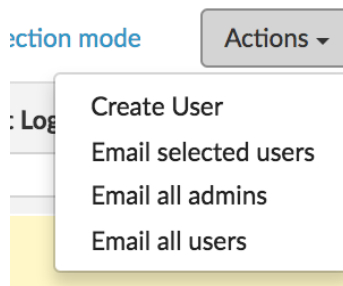 ection mode
Actions
t Log
Create User
Email selected users
Email all admins
Email all users